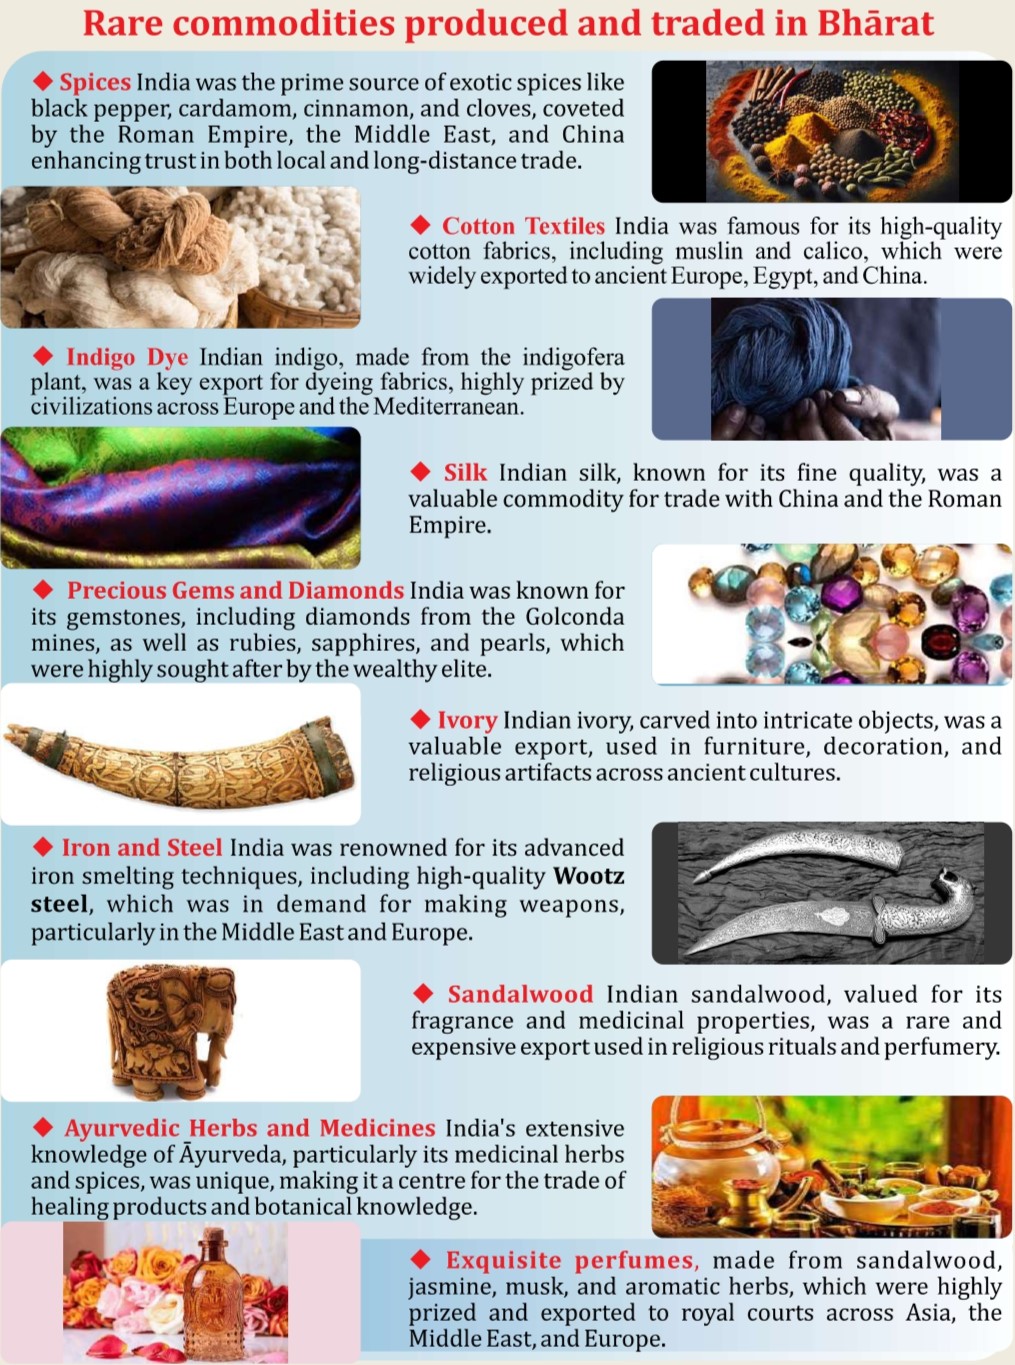 Rare commodities produced and traded in Bhārat
◆ Spices India was the prime source of exotic spices like
black pepper, cardamom, cinnamon, and cloves, coveted
by the Roman Empire, the Middle East, and China
enhancing trust in both local and long-distance trade.
◆ Cotton Textiles India was famous for its high-quality
cotton fabrics, including muslin and calico, which were
widely exported to ancient Europe, Egypt, and China.
◆ Indigo Dye Indian indigo, made from the indigofera
plant, was a key export for dyeing fabrics, highly prized by
civilizations across Europe and the Mediterranean.
◆ Silk Indian silk, known for its fine quality, was a
valuable commodity for trade with China and the Roman
Empire.
◆ Precious Gems and Diamonds India was known for
its gemstones, including diamonds from the Golconda
mines, as well as rubies, sapphires, and pearls, which
were highly sought after by the wealthy elite.
◆ Ivory Indian ivory, carved into intricate objects, was a
valuable export, used in furniture, decoration, and
religious artifacts across ancient cultures.
◆ Iron and Steel India was renowned for its advanced
iron smelting techniques, including high-quality Wootz
steel, which was in demand for making weapons,
particularly in the Middle East and Europe.
◆ Sandalwood Indian sandalwood, valued for its
fragrance and medicinal properties, was a rare and
expensive export used in religious rituals and perfumery.
◆ Ayurvedic Herbs and Medicines India's extensive
knowledge of Āyurveda, particularly its medicinal herbs
and spices, was unique, making it a centre for the trade of
healing products and botanical knowledge.
◆ Exquisite perfumes, made from sandalwood,
jasmine, musk, and aromatic herbs, which were highly
prized and exported to royal courts across Asia, the
Middle East, and Europe.